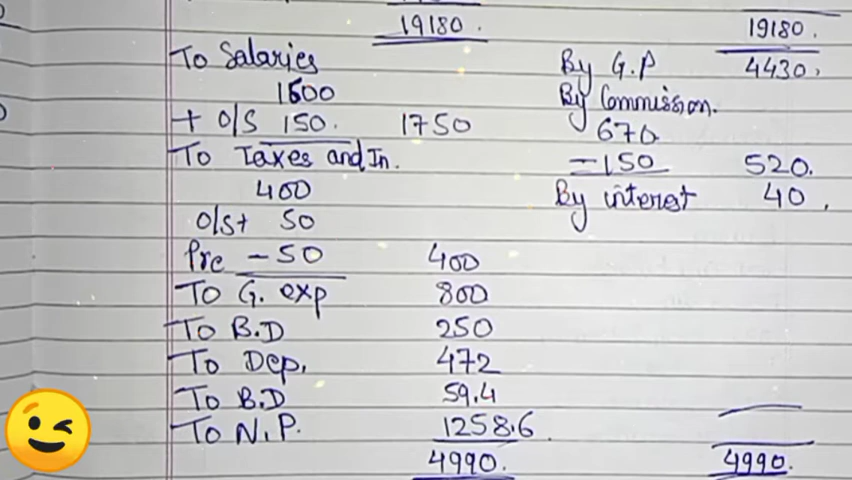 19180. 19180.
To Salaries By G.P 4430.
1600 By Commission.
+ O/S 150. 1750 670
To Taxes and In. -150 520.
400 By interest 40.
O/S+ 50
Pre - 50 400
To G. exp 800
To B.D 250
To Dep. 472
To B.D 59.4
To N.P. 1258.6
4990. 4990.